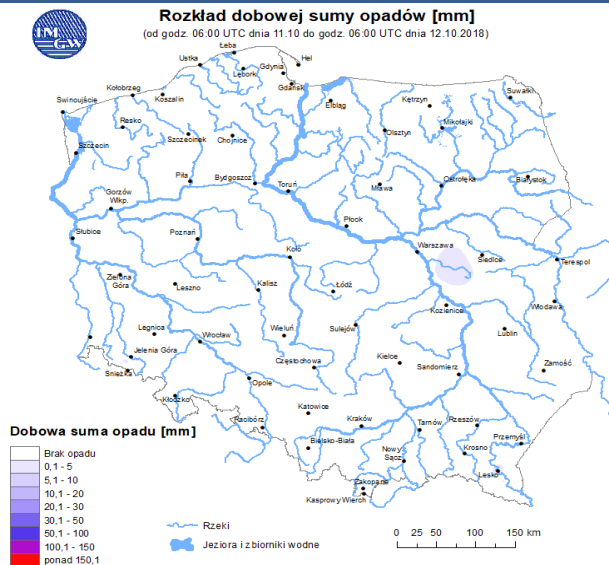 Rozkład dobowej sumy opadów [mm]
(od godz. 06:00 UTC dnia 11.10 do godz. 06:00 UTC dnia 12.10.2018)
IM
GW
Łeba
Ustka
Hel
Gdynia
Lębork
Gdańsk
Kołobrzeg
Koszalin
Świnoujście
Suwałki
Kętrzyn
Elbląg
Resko
Mikołajki
Olsztyn
Szczecinek
Chojnice
Szczecin
Piła
Bydgoszcz
Toruń
Mława
Ostrołęka
Białystok
Gorzów
Wlkp.
Płock
Słubice
Poznań
Warszawa
Koło
Siedlce
Terespol
Zielona
Góra
Leszno
Kalisz
Łódź
Kozienice
Włodawa
Legnica
Wrocław
Wieluń
Sulejów
Lublin
Jelenia Góra
Śnieżka
Częstochowa
Kielce
Sandomierz
Zamość
Opole
Kłodzko
Katowice
Racibórz
Kraków
Tarnów
Rzeszów
Bielsko-Biała
Nowy
Sącz
Krosno
Przemyśl
Lesko
Zakopane
Kasprowy Wierch
Dobowa suma opadu [mm]
Brak opadu
0,1 - 5
5,1 - 10
10,1 - 20
20,1 - 30
30,1 - 50
50,1 - 100
100,1 - 150
ponad 150,1
Rzeki
Jeziora i zbiorniki wodne
0 25 50 100 150 km